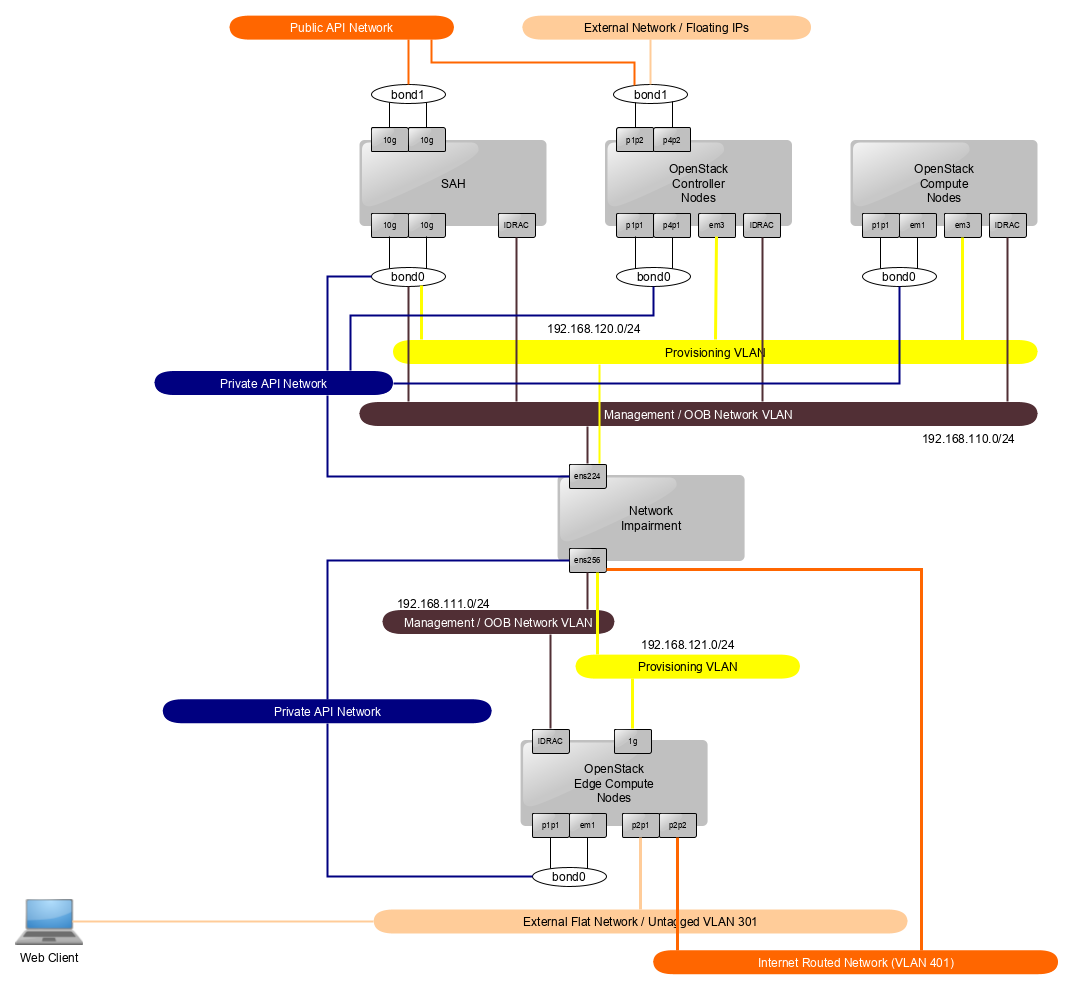 Public API Network
External Network / Floating IPs
bond1
bond1
10g
10g
p1p2
p4p2
SAH
OpenStack
Controller
Nodes
OpenStack
Compute
Nodes
10g
10g
IDRAC
p1p1
p4p1
em3
IDRAC
p1p1
em1
em3
IDRAC
bond0
bond0
bond0
192.168.120.0/24
Provisioning VLAN
Private API Network
Management / OOB Network VLAN
192.168.110.0/24
ens224
Network
Impairment
ens256
192.168.111.0/24
Management / OOB Network VLAN
192.168.121.0/24
Provisioning VLAN
Private API Network
IDRAC
1g
OpenStack
Edge Compute
Nodes
p1p1
em1
p2p1
p2p2
bond0
External Flat Network / Untagged VLAN 301
Web Client
Internet Routed Network (VLAN 401)